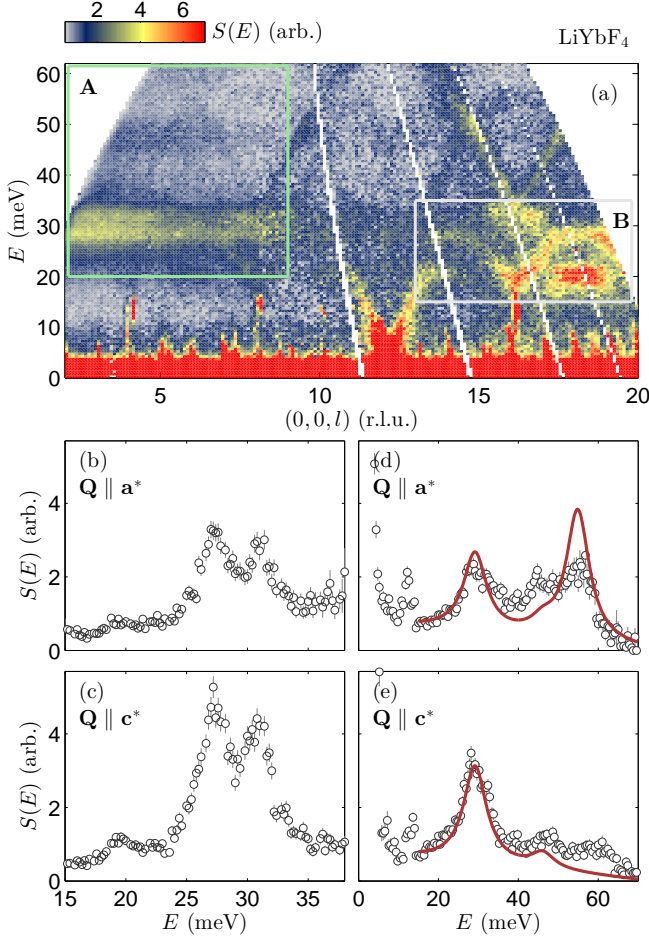 2 4 6 S(E) (arb.) LiYbF₄
A (a)
60
50
40
30 B
20
10
0
5 10 15 20
E (meV)
(0, 0, l) (r.l.u.)
(b) (d)
Q ∥ a* Q ∥ a*
4
2
0
S(E) (arb.)
(c) (e)
Q ∥ c* Q ∥ c*
4
2
0
S(E) (arb.)
15 20 25 30 35 0 20 40 60
E (meV) E (meV)